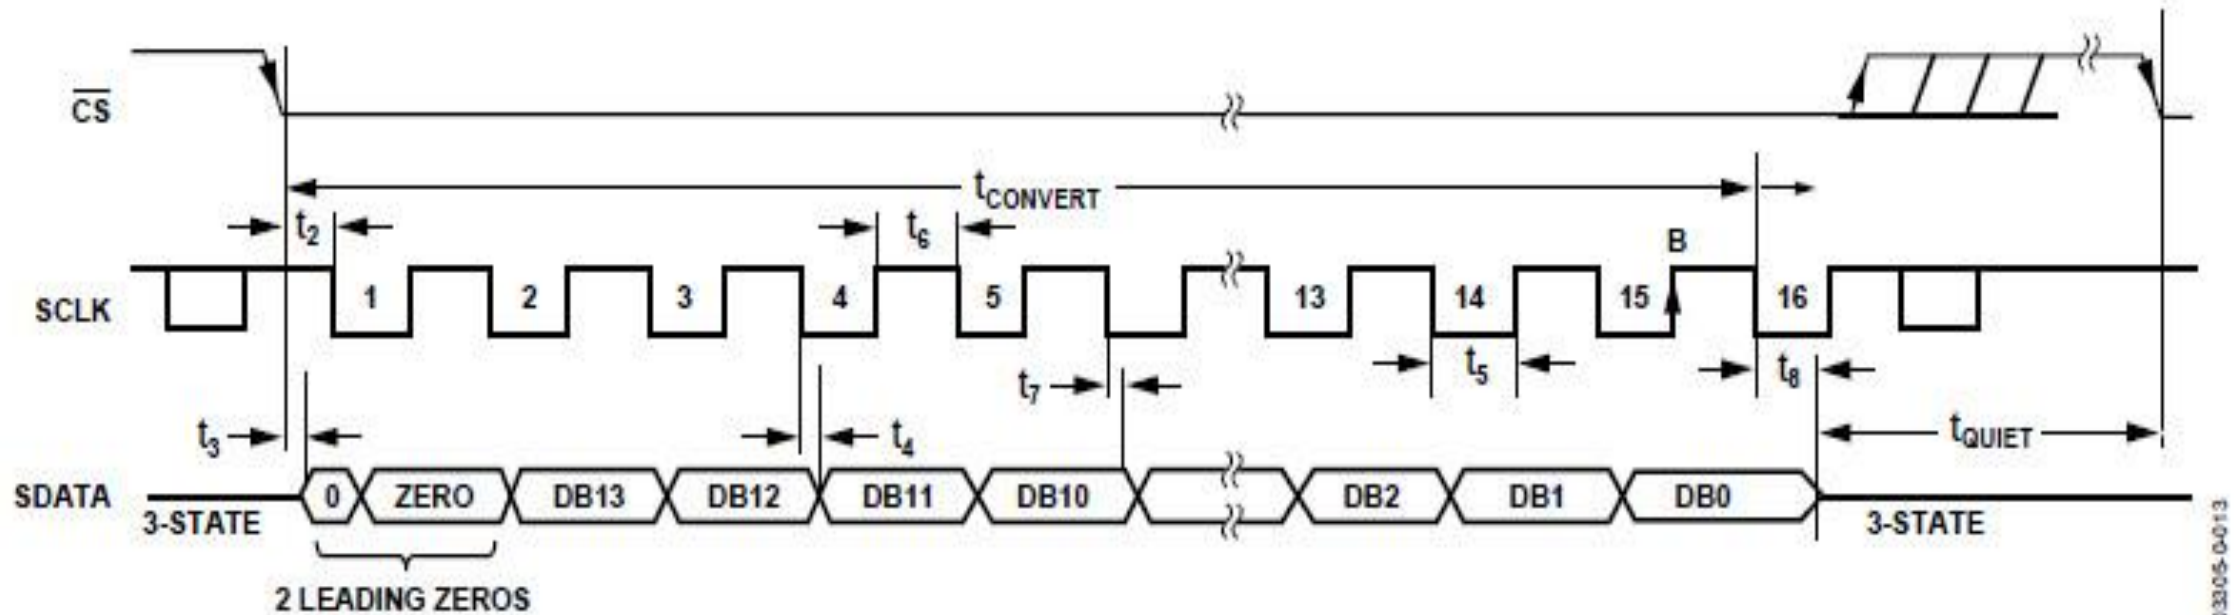 CS
tCONVERT
t2
t6
B
SCLK
1 2 3 4 5 13 14 15 16
t7
t5
t8
t3
t4
tQUIET
SDATA
0 ZERO DB13 DB12 DB11 DB10 DB2 DB1 DB0
3-STATE
3-STATE
2 LEADING ZEROS